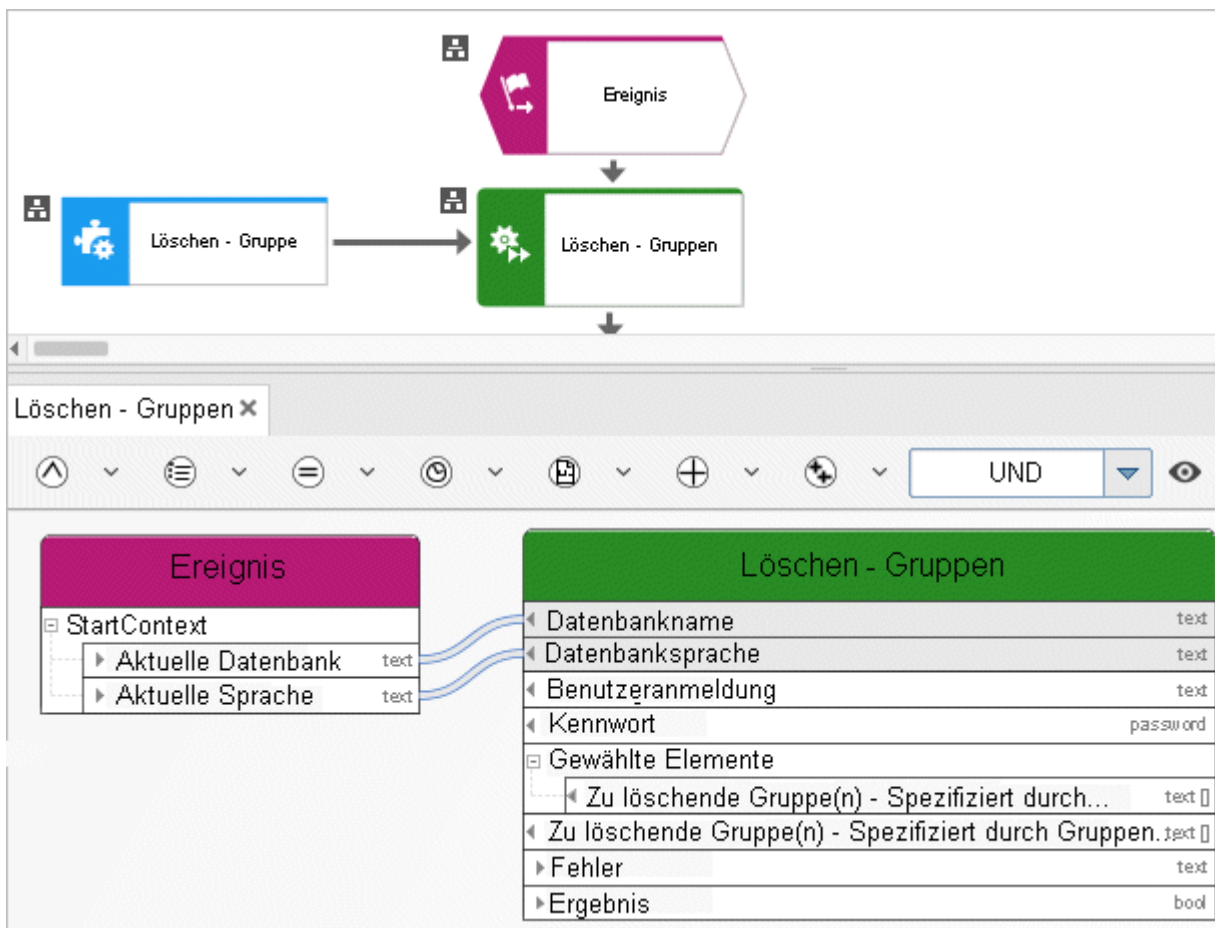 Ereignis
Löschen - Gruppe
Löschen - Gruppen
Löschen - Gruppen
UND
Ereignis
StartContext
Aktuelle Datenbank text
Aktuelle Sprache text
Löschen - Gruppen
Datenbankname text
Datenbanksprache text
Benutzeranmeldung text
Kennwort password
Gewählte Elemente
Zu löschende Gruppe(n) - Spezifiziert durch... text []
Zu löschende Gruppe(n) - Spezifiziert durch Gruppen. text []
Fehler text
Ergebnis bool